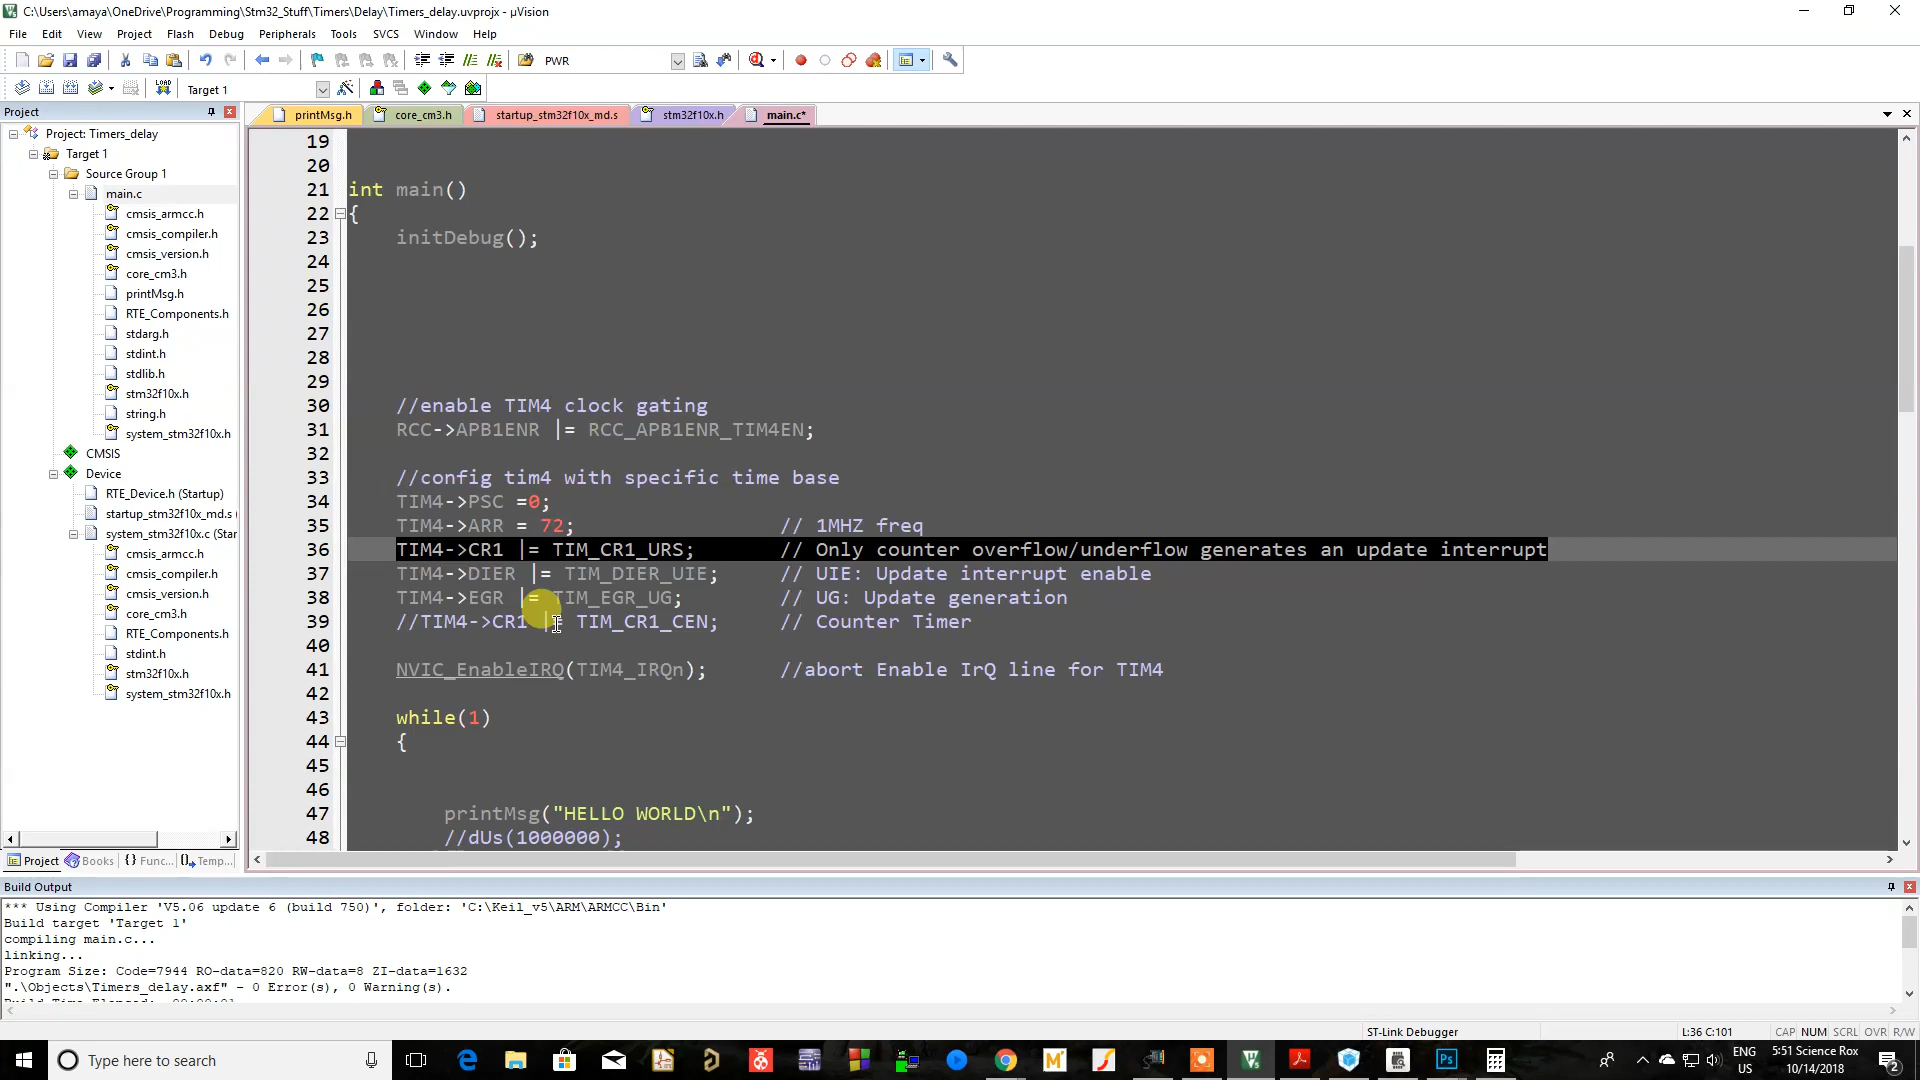 C:\Users\amaya\OneDrive\Programming\Stm32_Stuff\Timers\Delay\Timers_delay.uvprojx - µVision
File Edit View Project Flash Debug Peripherals Tools SVCS Window Help
PWR
LOAD Target 1
Project
printMsg.h core_cm3.h startup_stm32f10x_md.s stm32f10x.h main.c*
Project: Timers_delay
Target 1
Source Group 1
main.c
cmsis_armcc.h
cmsis_compiler.h
cmsis_version.h
core_cm3.h
printMsg.h
RTE_Components.h
stdarg.h
stdint.h
stdlib.h
stm32f10x.h
string.h
system_stm32f10x.h
CMSIS
Device
RTE_Device.h (Startup)
startup_stm32f10x_md.s (
system_stm32f10x.c (Star
cmsis_armcc.h
cmsis_compiler.h
cmsis_version.h
core_cm3.h
RTE_Components.h
stdint.h
stm32f10x.h
system_stm32f10x.h
Project Books {} Func... Temp...
19
20
21 int main()
22 {
23 initDebug();
24
25
26
27
28
29
30 //enable TIM4 clock gating
31 RCC->APB1ENR |= RCC_APB1ENR_TIM4EN;
32
33 //config tim4 with specific time base
34 TIM4->PSC =0;
35 TIM4->ARR = 72; // 1MHZ freq
36 TIM4->CR1 |= TIM_CR1_URS; // Only counter overflow/underflow generates an update interrupt
37 TIM4->DIER |= TIM_DIER_UIE; // UIE: Update interrupt enable
38 TIM4->EGR |= TIM_EGR_UG; // UG: Update generation
39 //TIM4->CR1 |= TIM_CR1_CEN; // Counter Timer
40
41 NVIC_EnableIRQ(TIM4_IRQn); //abort Enable IrQ line for TIM4
42
43 while(1)
44 {
45
46
47 printMsg("HELLO WORLD\n");
48 //dUs(1000000);
Build Output
*** Using Compiler 'V5.06 update 6 (build 750)', folder: 'C:\Keil_v5\ARM\ARMCC\Bin'
Build target 'Target 1'
compiling main.c...
linking...
Program Size: Code=7944 RO-data=820 RW-data=8 ZI-data=1632
".\Objects\Timers_delay.axf" - 0 Error(s), 0 Warning(s).
ST-Link Debugger L:36 C:101 CAP NUM SCRL OVR R/W
Type here to search
ENG
US
5:51 Science Rox
10/14/2018
2